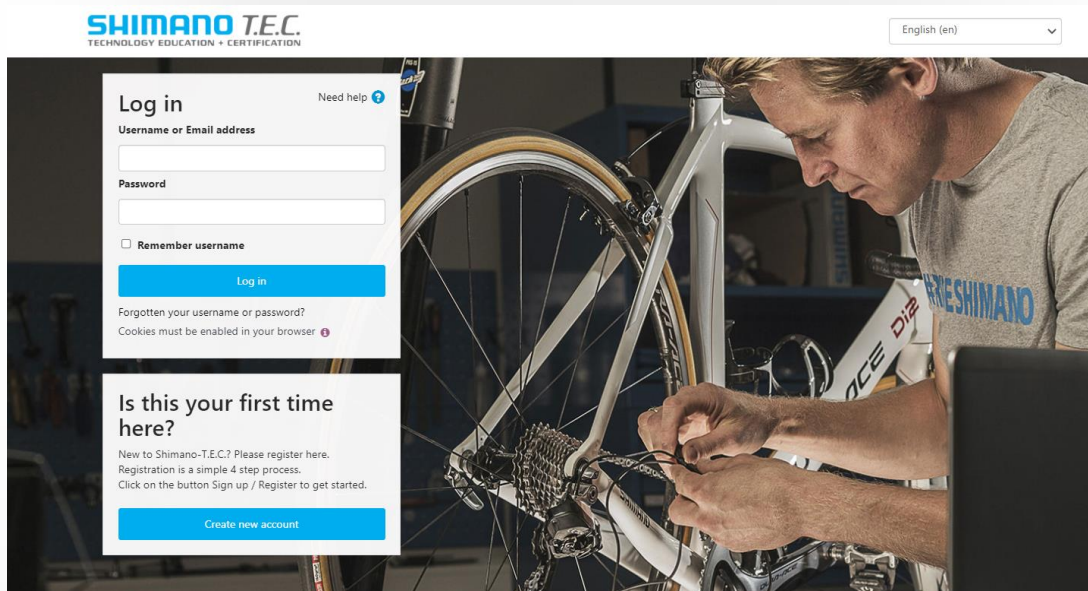 SHIMANO T.E.C.
TECHNOLOGY EDUCATION + CERTIFICATION
English (en)
Log in
Need help ?
Username or Email address
Password
Remember username
Log in
Forgotten your username or password?
Cookies must be enabled in your browser
Is this your first time
here?
New to Shimano-T.E.C.? Please register here.
Registration is a simple 4 step process.
Click on the button Sign up / Register to get started.
Create new account
SHIMANO
Di2
SHIMANO
DURA-ACE